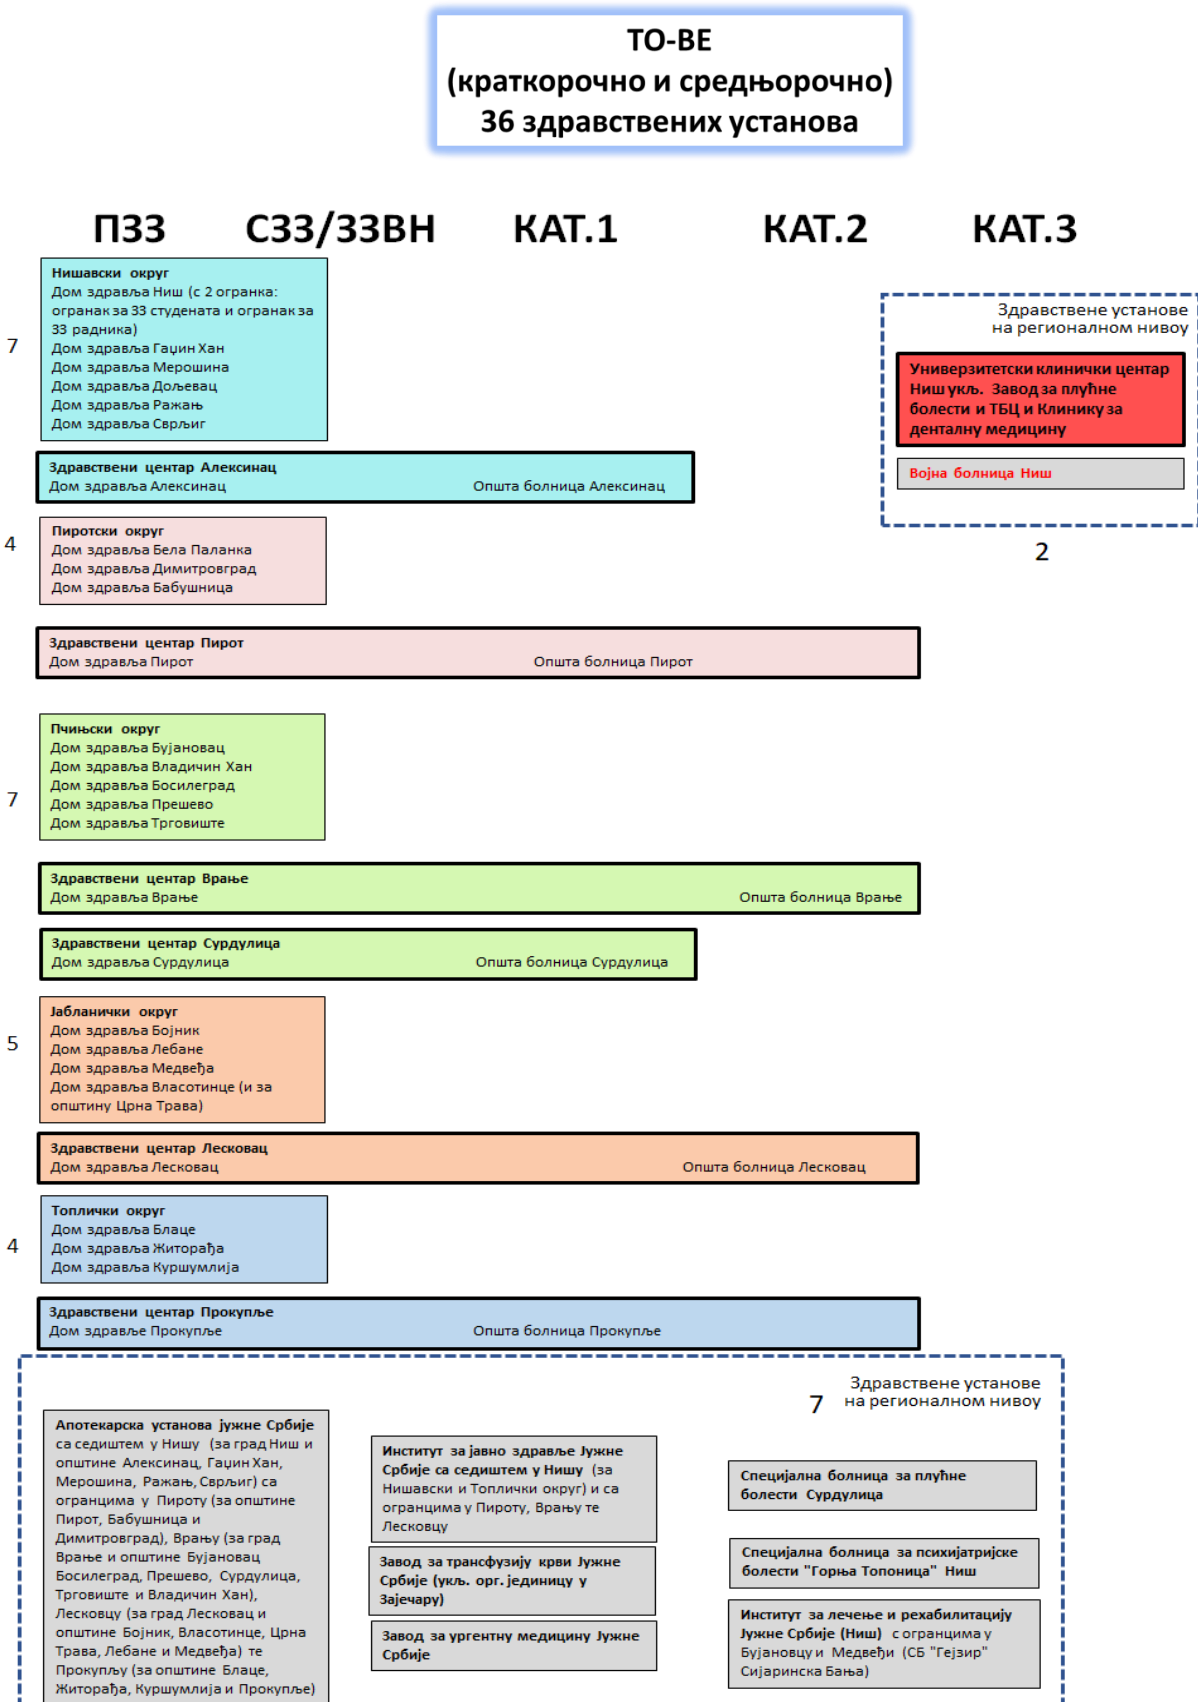 ТО-ВЕ
(краткорочно и средњорочно)
36 здравствених установа
ПЗЗ СЗЗ/ЗЗВН КАТ.1 КАТ.2 КАТ.3
Нишавски округ
Дом здравља Ниш (с 2 огранка:
огранак за ЗЗ студената и огранак за
ЗЗ радника)
7
Дом здравља Гаџин Хан
Дом здравља Мерошина
Дом здравља Дољевац
Дом здравља Ражањ
Дом здравља Сврљиг
Здравствене установе
на регионалном нивоу
Универзитетски клинички центар
Ниш укљ. Завод за плућне
болести и ТБЦ и Клинику за
денталну медицину
Војна болница Ниш
2
Здравствени центар Алексинац
Дом здравља Алексинац Општа болница Алексинац
4
Пиротски округ
Дом здравља Бела Паланка
Дом здравља Димитровград
Дом здравља Бабушница
Здравствени центар Пирот
Дом здравља Пирот Општа болница Пирот
Пчињски округ
Дом здравља Бујановац
Дом здравља Владичин Хан
Дом здравља Босилеград
7
Дом здравља Прешево
Дом здравља Трговиште
Здравствени центар Врање
Дом здравља Врање Општа болница Врање
Здравствени центар Сурдулица
Дом здравља Сурдулица Општа болница Сурдулица
Јабланички округ
Дом здравља Бојник
5
Дом здравља Лебане
Дом здравља Медвеђа
Дом здравља Власотинце (и за
општину Црна Трава)
Здравствени центар Лесковац
Дом здравља Лесковац Општа болница Лесковац
Топлички округ
Дом здравља Блаце
4
Дом здравља Житорађа
Дом здравља Куршумлија
Здравствени центар Прокупље
Дом здравље Прокупље Општа болница Прокупље
7
Здравствене установе
на регионалном нивоу
Апотекарска установа јужне Србије
са седиштем у Нишу (за град Ниш и
општине Алексинац, Гаџин Хан,
Мерошина, Ражањ, Сврљиг) са
огранцима у Пироту (за општине
Пирот, Бабушница и
Димитровград), Врању (за град
Врање и општине Бујановац
Босилеград, Прешево, Сурдулица,
Трговиште и Владичин Хан),
Лесковцу (за град Лесковац и
општине Бојник, Власотинце, Црна
Трава, Лебане и Медвеђа) те
Прокупљу (за општине Блаце,
Житорађа, Куршумлија и Прокупље)
Институт за јавно здравље Јужне
Србије са седиштем у Нишу (за
Нишавски и Топлички округ) и са
огранцима у Пироту, Врању те
Лесковцу
Завод за трансфузију крви Јужне
Србије (укљ. орг. јединицу у
Зајечару)
Завод за ургентну медицину Јужне
Србије
Специјална болница за плућне
болести Сурдулица
Специјална болница за психијатријске
болести "Горња Топоница" Ниш
Институт за лечење и рехабилитацију
Јужне Србије (Ниш) с огранцима у
Бујановцу и Медвеђи (СБ "Гејзир"
Сијаринска Бања)